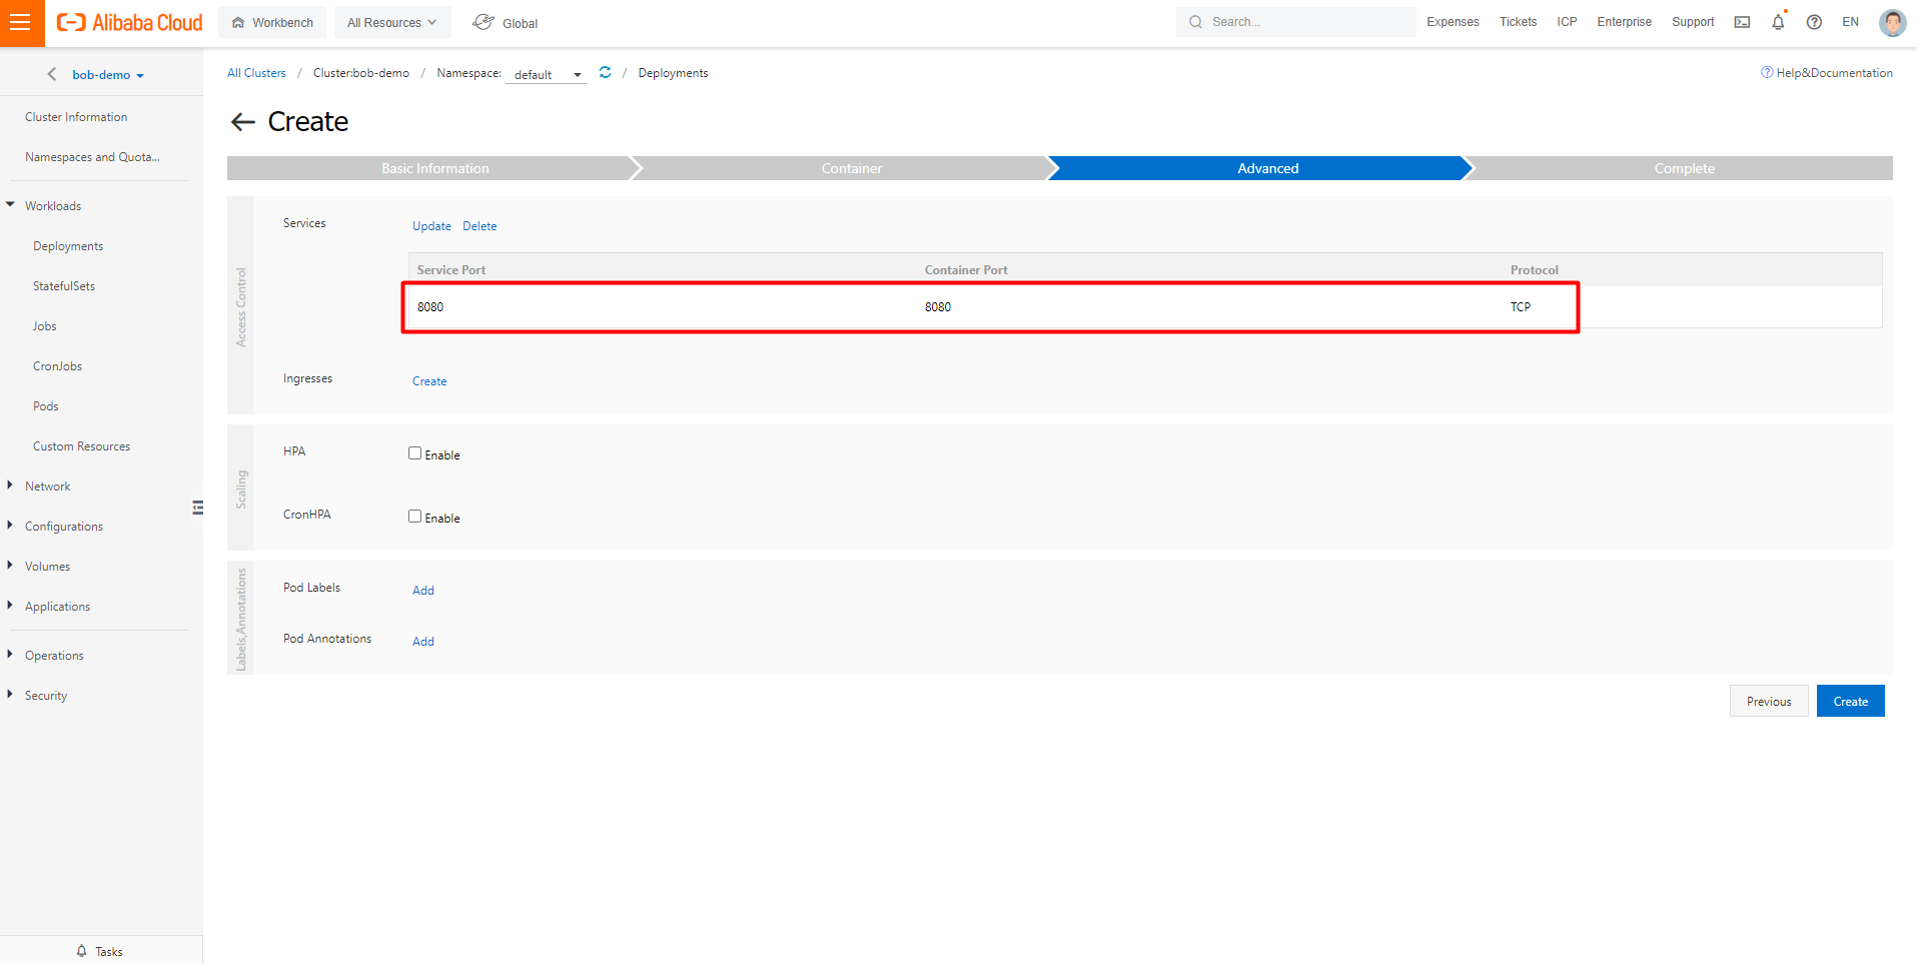 Alibaba Cloud Workbench All Resources Global Search... Expenses Tickets ICP Enterprise Support EN
bob-demo
Cluster Information
Namespaces and Quota...
Workloads
Deployments
StatefulSets
Jobs
CronJobs
Pods
Custom Resources
Network
Configurations
Volumes
Applications
Operations
Security
Tasks
All Clusters / Cluster:bob-demo / Namespace: default / Deployments Help&Documentation
Create
Basic Information Container Advanced Complete
Access Control
Services Update Delete
Service Port Container Port Protocol
8080 8080 TCP
Ingresses Create
Scaling
HPA Enable
CronHPA Enable
Labels,Annotations
Pod Labels Add
Pod Annotations Add
Previous Create